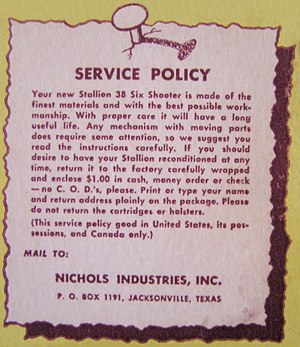 SERVICE POLICY
Your new Stallion 38 Six Shooter is made of the
finest materials and with the best possible work-
manship. With proper care it will have a long
useful life. Any mechanism with moving parts
does require some attention, so we suggest you
read the instructions carefully. If you should
desire to have your Stallion reconditioned at any
time, return it to the factory carefully wrapped
and enclose $1.00 in cash, money order or check
—no C. O. D.'s, please. Print or type your name
and return address plainly on the package. Please
do not return the cartridges or holsters.
(This service policy good in United States, its pos-
sessions, and Canada only.)
MAIL TO:
NICHOLS INDUSTRIES, INC.
P. O. BOX 1191, JACKSONVILLE, TEXAS